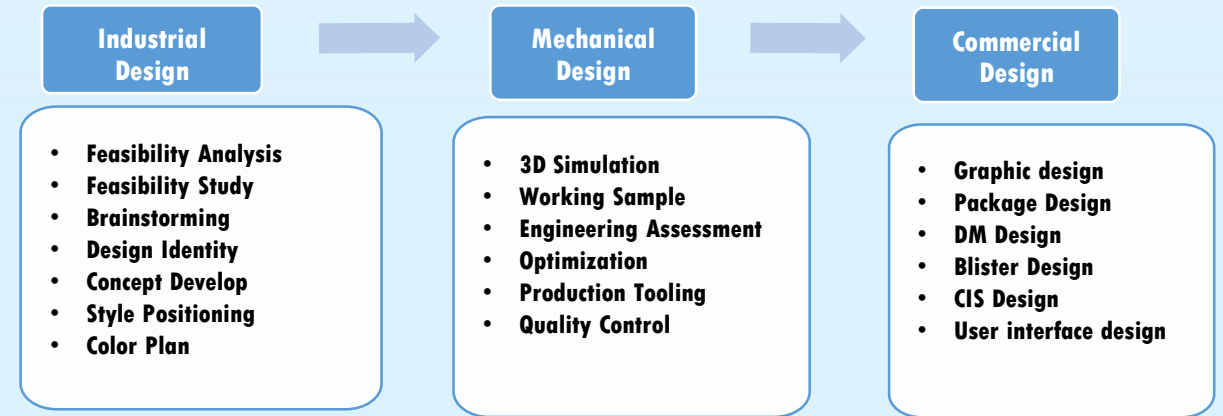 Industrial
Design
Mechanical
Design
Commercial
Design
• Feasibility Analysis
• Feasibility Study
• Brainstorming
• Design Identity
• Concept Develop
• Style Positioning
• Color Plan
• 3D Simulation
• Working Sample
• Engineering Assessment
• Optimization
• Production Tooling
• Quality Control
• Graphic design
• Package Design
• DM Design
• Blister Design
• CIS Design
• User interface design